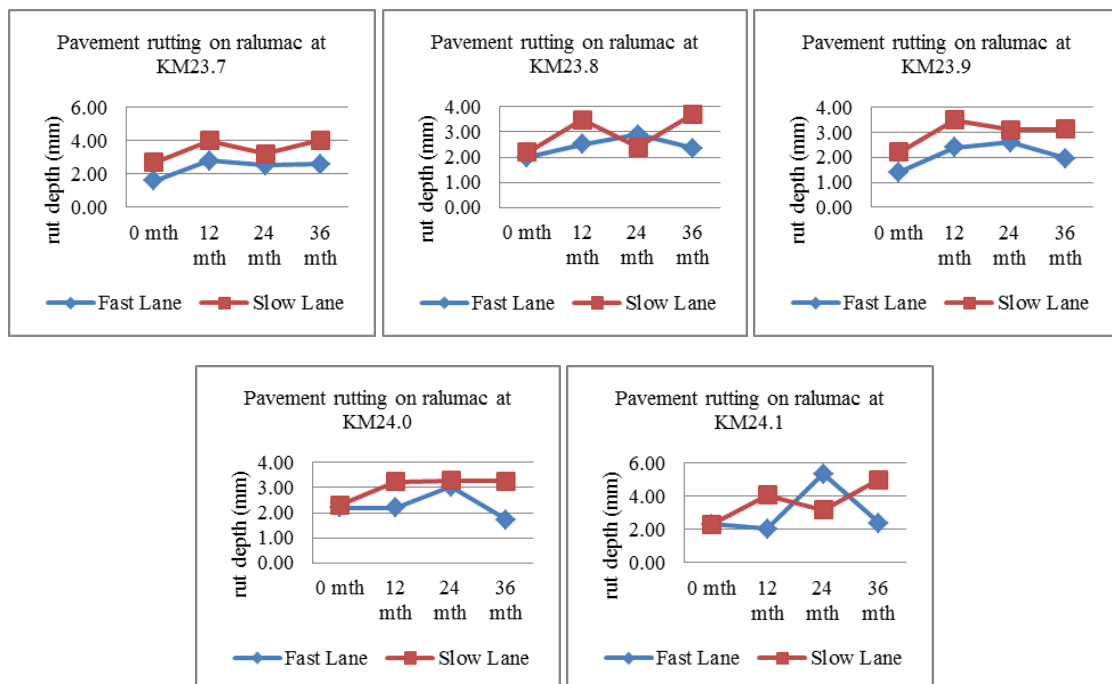 Pavement rutting on ralumac at
KM23.7
rut depth (mm)
6.00
4.00
2.00
0.00
0 mth 12 24 36
mth mth mth
Fast Lane Slow Lane
Pavement rutting on ralumac at
KM23.8
rut depth (mm)
4.00
3.00
2.00
1.00
0.00
0 mth 12 24 36
mth mth mth
Fast Lane Slow Lane
Pavement rutting on ralumac at
KM23.9
rut depth (mm)
4.00
3.00
2.00
1.00
0.00
0 mth 12 24 36
mth mth mth
Fast Lane Slow Lane
Pavement rutting on ralumac at
KM24.0
rut depth (mm)
4.00
3.00
2.00
1.00
0.00
0 mth 12 24 36
mth mth mth
Fast Lane Slow Lane
Pavement rutting on ralumac at
KM24.1
rut depth (mm)
6.00
4.00
2.00
0.00
0 mth 12 24 36
mth mth mth
Fast Lane Slow Lane